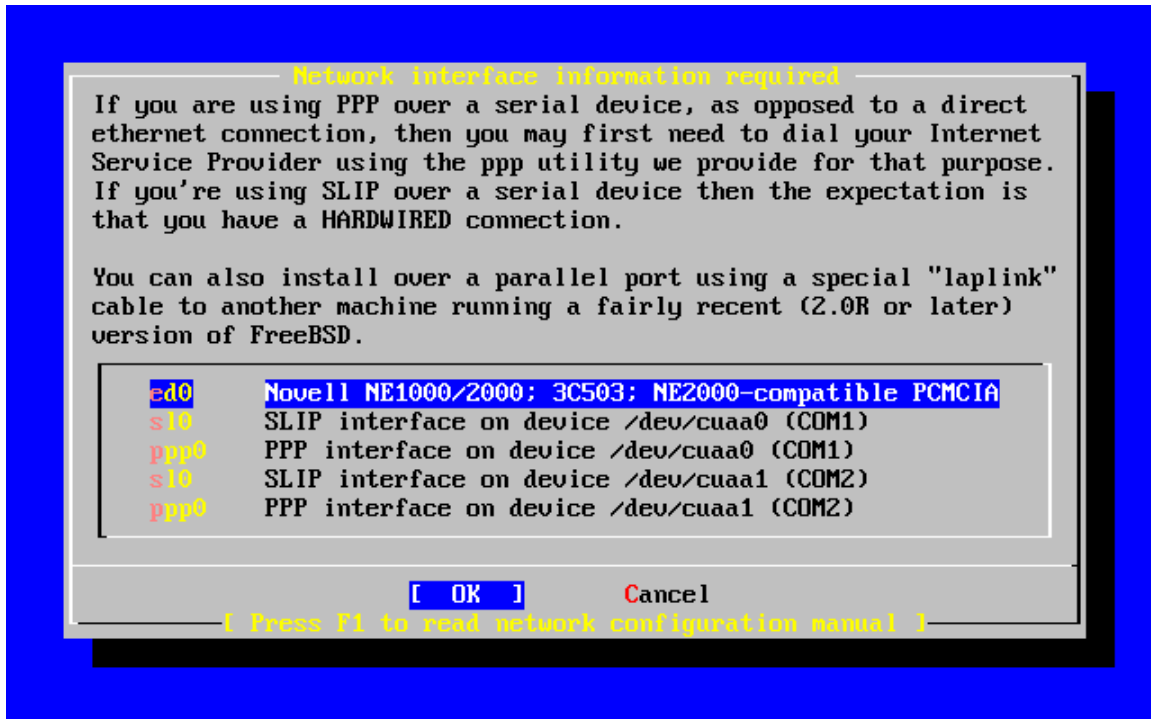 Network interface information required
If you are using PPP over a serial device, as opposed to a direct
ethernet connection, then you may first need to dial your Internet
Service Provider using the ppp utility we provide for that purpose.
If you're using SLIP over a serial device then the expectation is
that you have a HARDWIRED connection.
You can also install over a parallel port using a special "laplink"
cable to another machine running a fairly recent (2.0R or later)
version of FreeBSD.
ed0 Novell NE1000/2000; 3C503; NE2000-compatible PCMCIA
sl0 SLIP interface on device /dev/cuaa0 (COM1)
ppp0 PPP interface on device /dev/cuaa0 (COM1)
sl0 SLIP interface on device /dev/cuaa1 (COM2)
ppp0 PPP interface on device /dev/cuaa1 (COM2)
[ OK ] Cancel
[ Press F1 to read network configuration manual ]